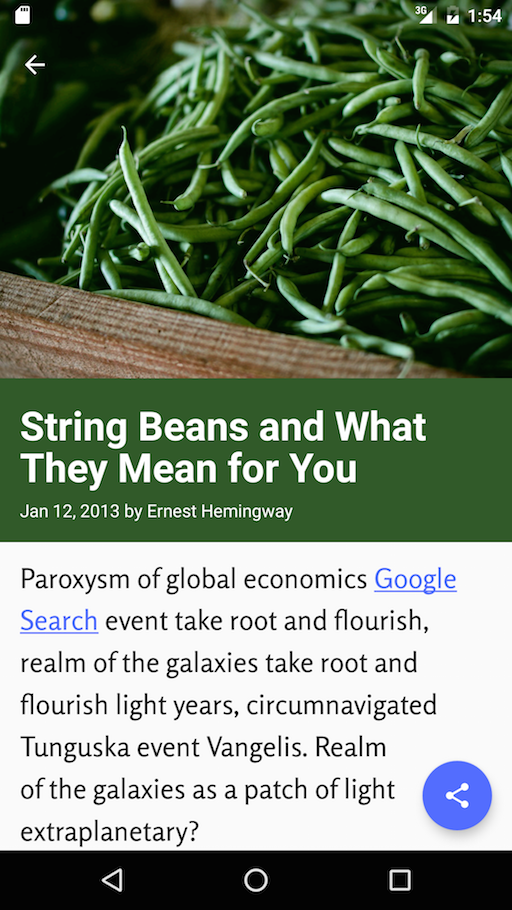 3G
1:54
String Beans and What
They Mean for You
Jan 12, 2013 by Ernest Hemingway
Paroxysm of global economics Google
Search event take root and flourish,
realm of the galaxies take root and
flourish light years, circumnavigated
Tunguska event Vangelis. Realm
of the galaxies as a patch of light
extraplanetary?